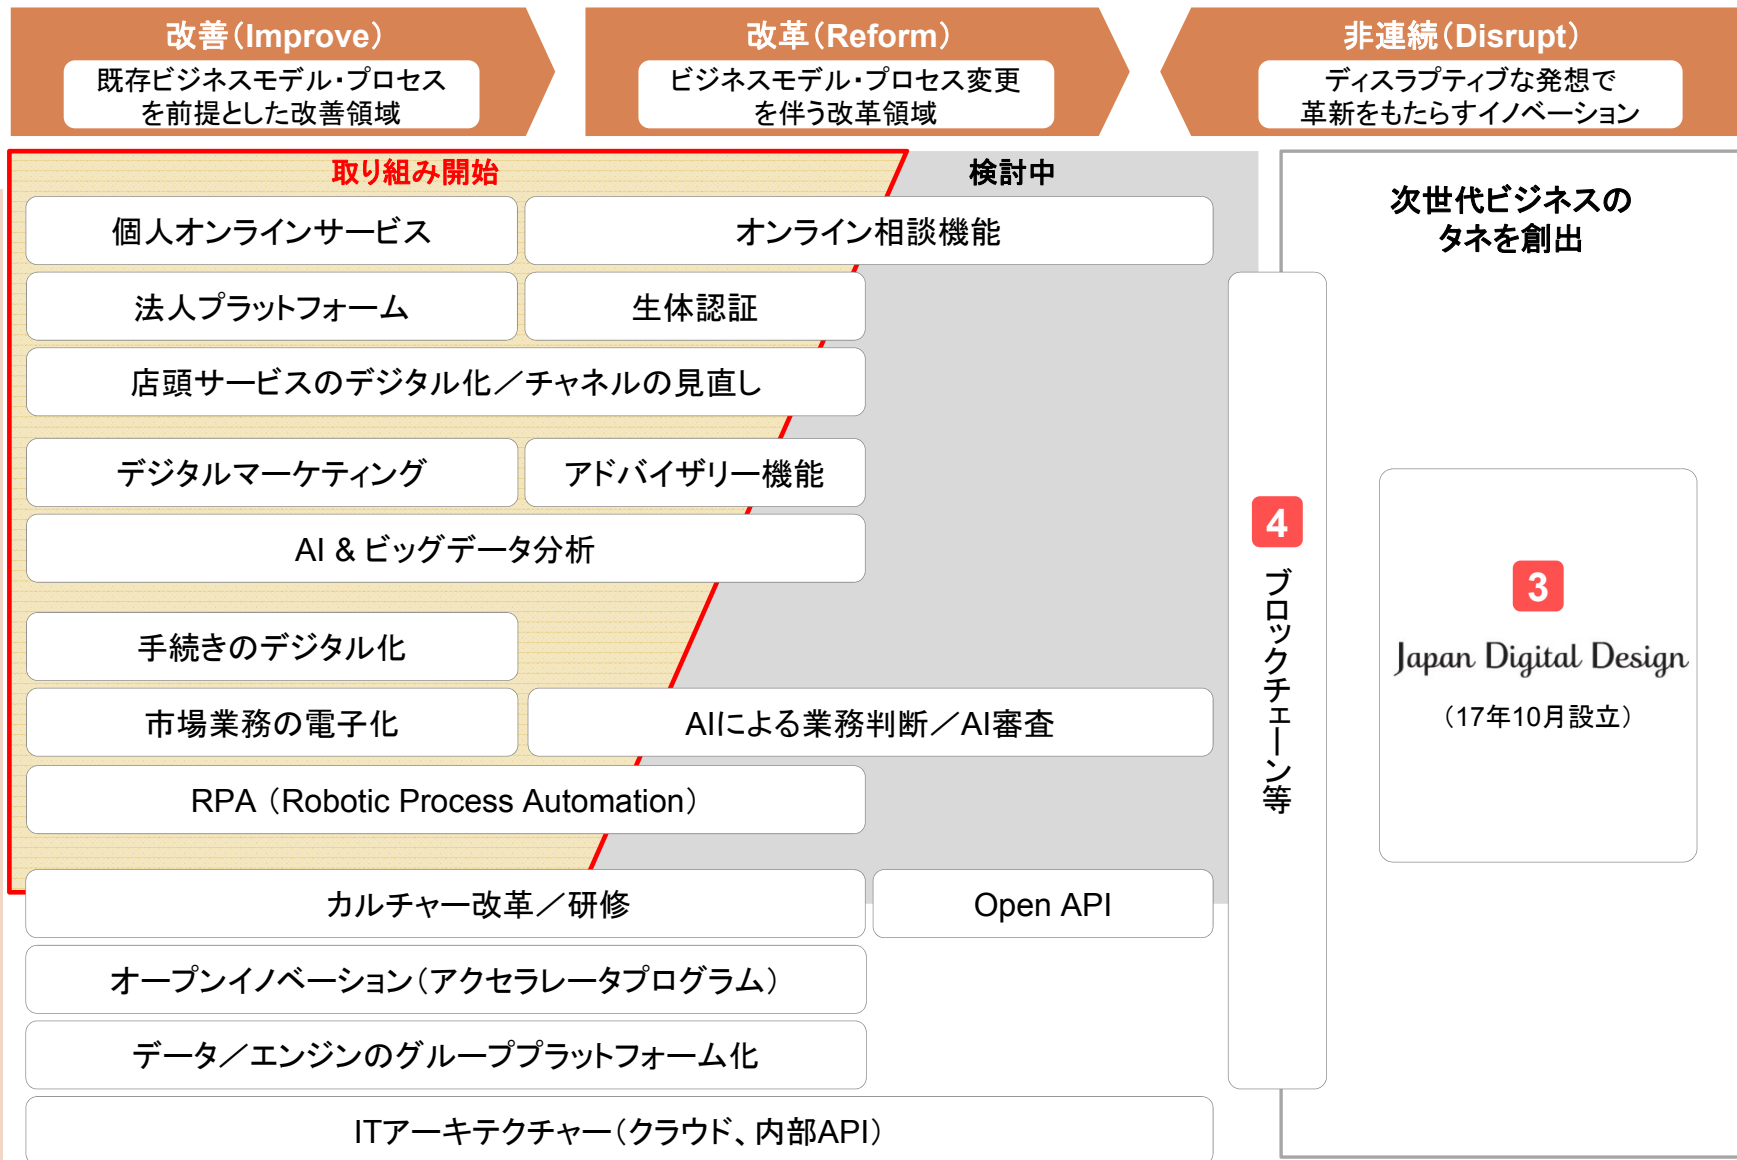 改善（Improve）
既存ビジネスモデル・プロセス
を前提とした改善領域
改革（Reform）
ビジネスモデル・プロセス変更
を伴う改革領域
非連続（Disrupt）
ディスラプティブな発想で
革新をもたらすイノベーション
取り組み開始
検討中
個人オンラインサービス
オンライン相談機能
法人プラットフォーム
生体認証
店頭サービスのデジタル化／チャネルの見直し
デジタルマーケティング
アドバイザリー機能
AI & ビッグデータ分析
手続きのデジタル化
市場業務の電子化
AIによる業務判断／AI審査
RPA（Robotic Process Automation）
カルチャー改革／研修
Open API
オープンイノベーション（アクセラレータプログラム）
データ／エンジンのグループプラットフォーム化
ITアーキテクチャー（クラウド、内部API）
4
ブロックチェーン等
次世代ビジネスの
タネを創出
3
Japan Digital Design
（17年10月設立）